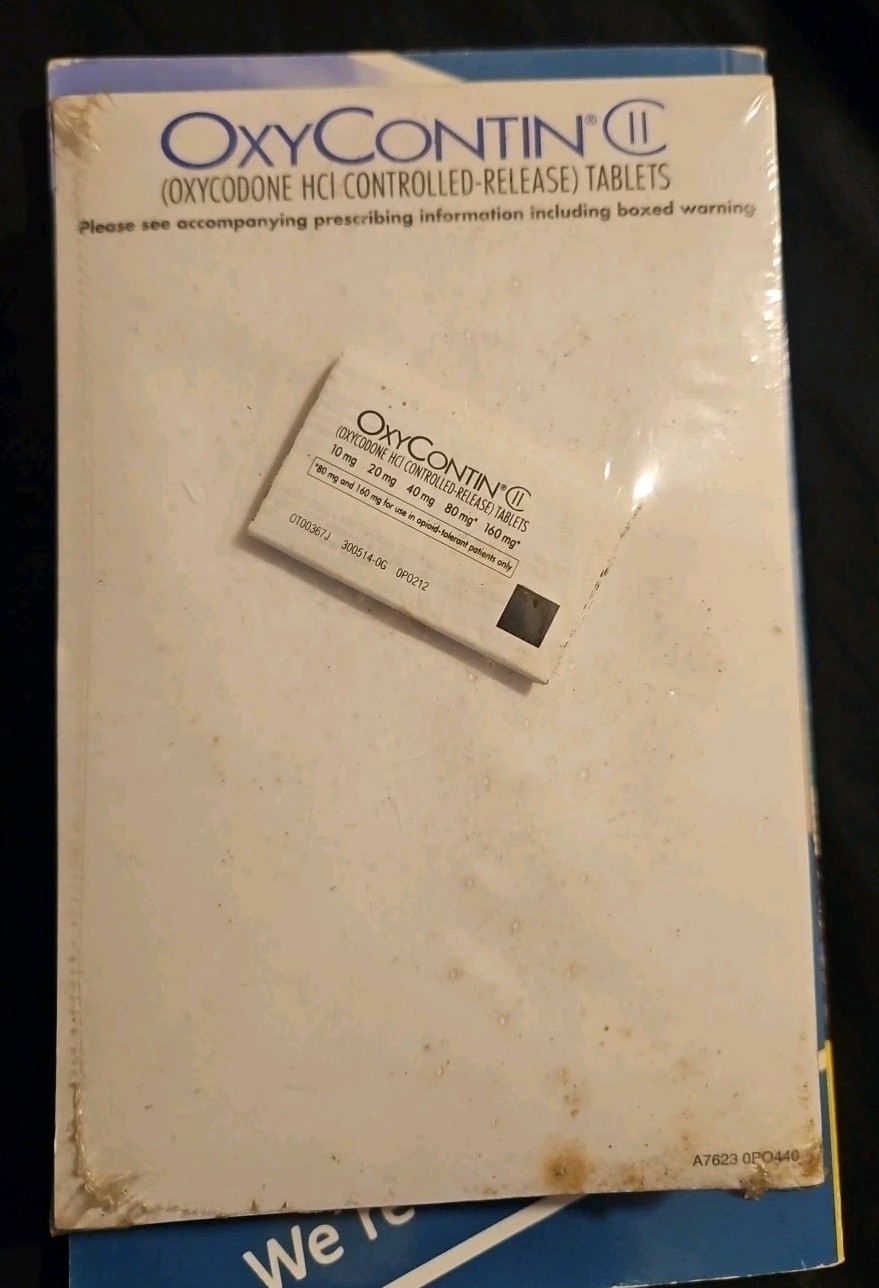 OXYCONTIN® CII
(OXYCODONE HCl CONTROLLED-RELEASE) TABLETS
Please see accompanying prescribing information including boxed warning
OXYCONTIN® CII
(OXYCODONE HCl CONTROLLED-RELEASE) TABLETS
10 mg 20 mg 40 mg 80 mg* 160 mg*
*80 mg and 160 mg for use in opioid-tolerant patients only
OT00367J 300514-0G 0P0212
A7623 0PO440
We're